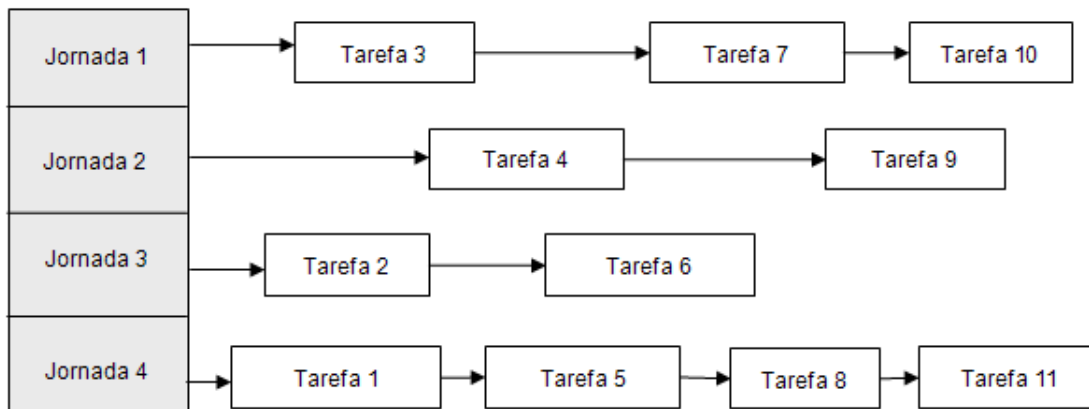 Jornada 1
Tarefa 3
Tarefa 7
Tarefa 10
Jornada 2
Tarefa 4
Tarefa 9
Jornada 3
Tarefa 2
Tarefa 6
Jornada 4
Tarefa 1
Tarefa 5
Tarefa 8
Tarefa 11